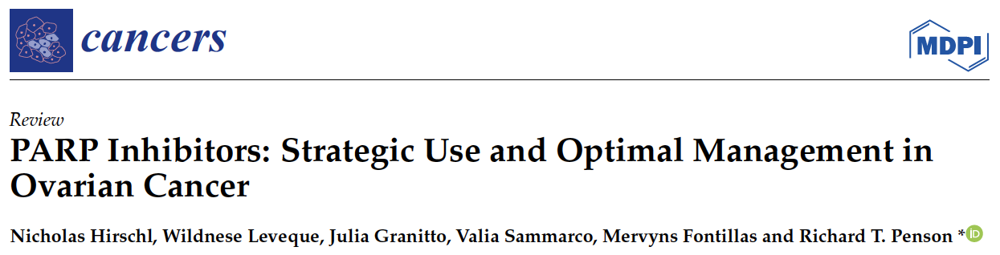 cancers
MDPI
Review
PARP Inhibitors: Strategic Use and Optimal Management in
Ovarian Cancer
Nicholas Hirschl, Wildnese Leveque, Julia Granitto, Valia Sammarco, Mervyns Fontillas and Richard T. Penson * iD